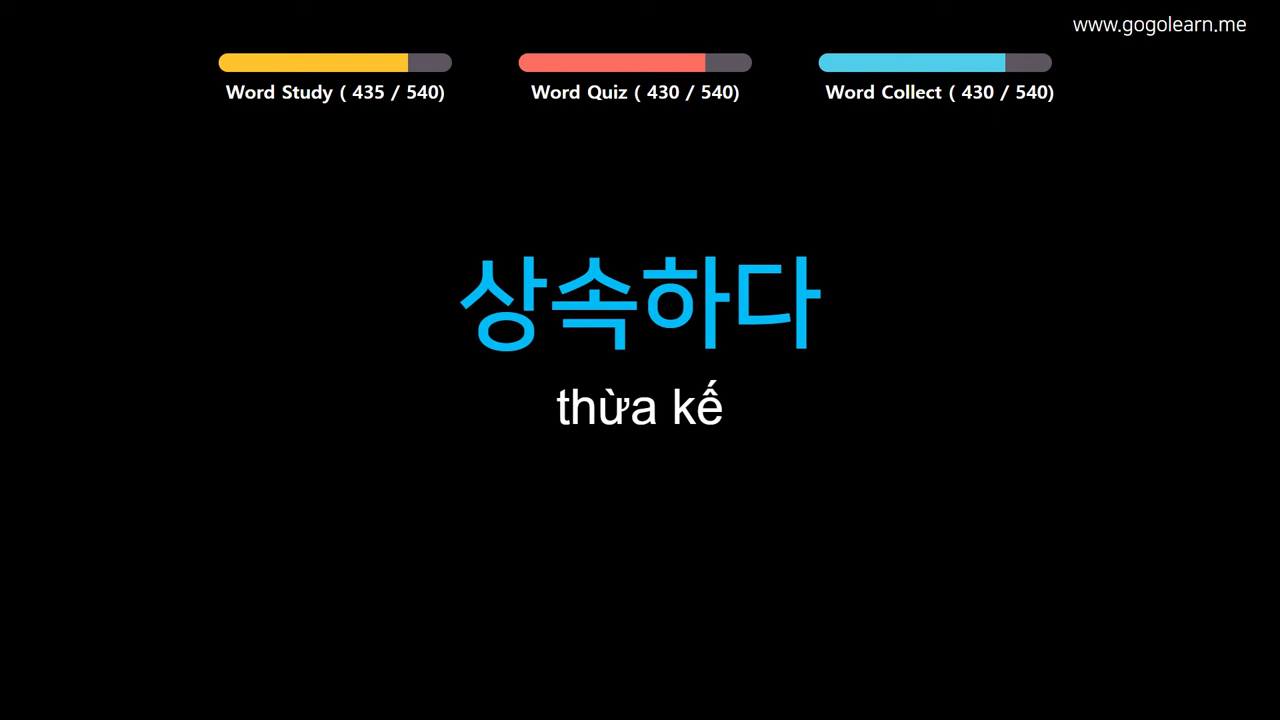 www.gogolearn.me
Word Study ( 435 / 540)
Word Quiz ( 430 / 540)
Word Collect ( 430 / 540)
상속하다
thừa kế